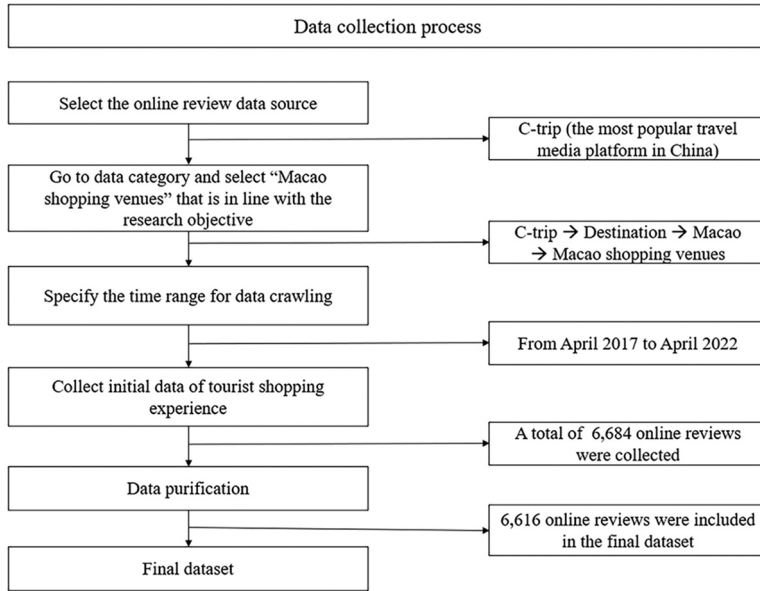 Data collection process
Select the online review data source
C-trip (the most popular travel
media platform in China)
Go to data category and select “Macao
shopping venues” that is in line with the
research objective
C-trip → Destination → Macao
→ Macao shopping venues
Specify the time range for data crawling
From April 2017 to April 2022
Collect initial data of tourist shopping
experience
A total of 6,684 online reviews
were collected
Data purification
6,616 online reviews were included
in the final dataset
Final dataset